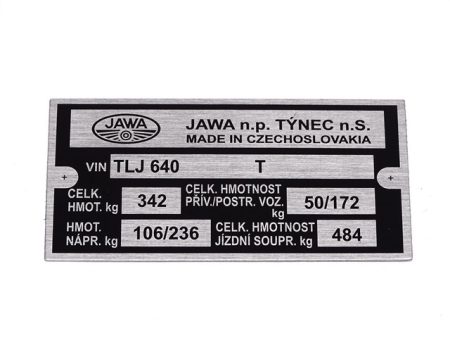 JAWA
JAWA n.p. TÝNEC n.S.
MADE IN CZECHOSLOVAKIA
VIN TLJ 640 T
CELK. HMOT. kg 342
CELK. HMOTNOST PŘÍV./POSTR. VOZ. kg 50/172
HMOT. NÁPR. kg 106/236
CELK. HMOTNOST JÍZDNÍ SOUPR. kg 484